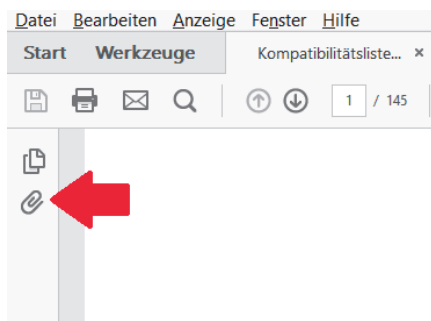 Datei Bearbeiten Anzeige Fenster Hilfe
Start Werkzeuge Kompatibilitätsliste... ×
1 / 145